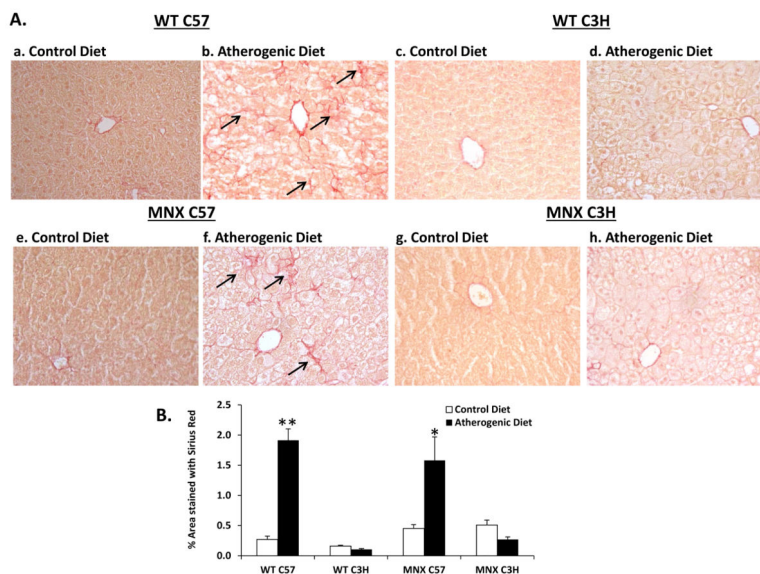 A.
WT C57
WT C3H
a. Control Diet
b. Atherogenic Diet
c. Control Diet
d. Atherogenic Diet
MNX C57
MNX C3H
e. Control Diet
f. Atherogenic Diet
g. Control Diet
h. Atherogenic Diet
B.
% Area stained with Sirius Red
2.5
2.0
1.5
1.0
0.5
0.0
**
*
Control Diet
Atherogenic Diet
WT C57
WT C3H
MNX C57
MNX C3H